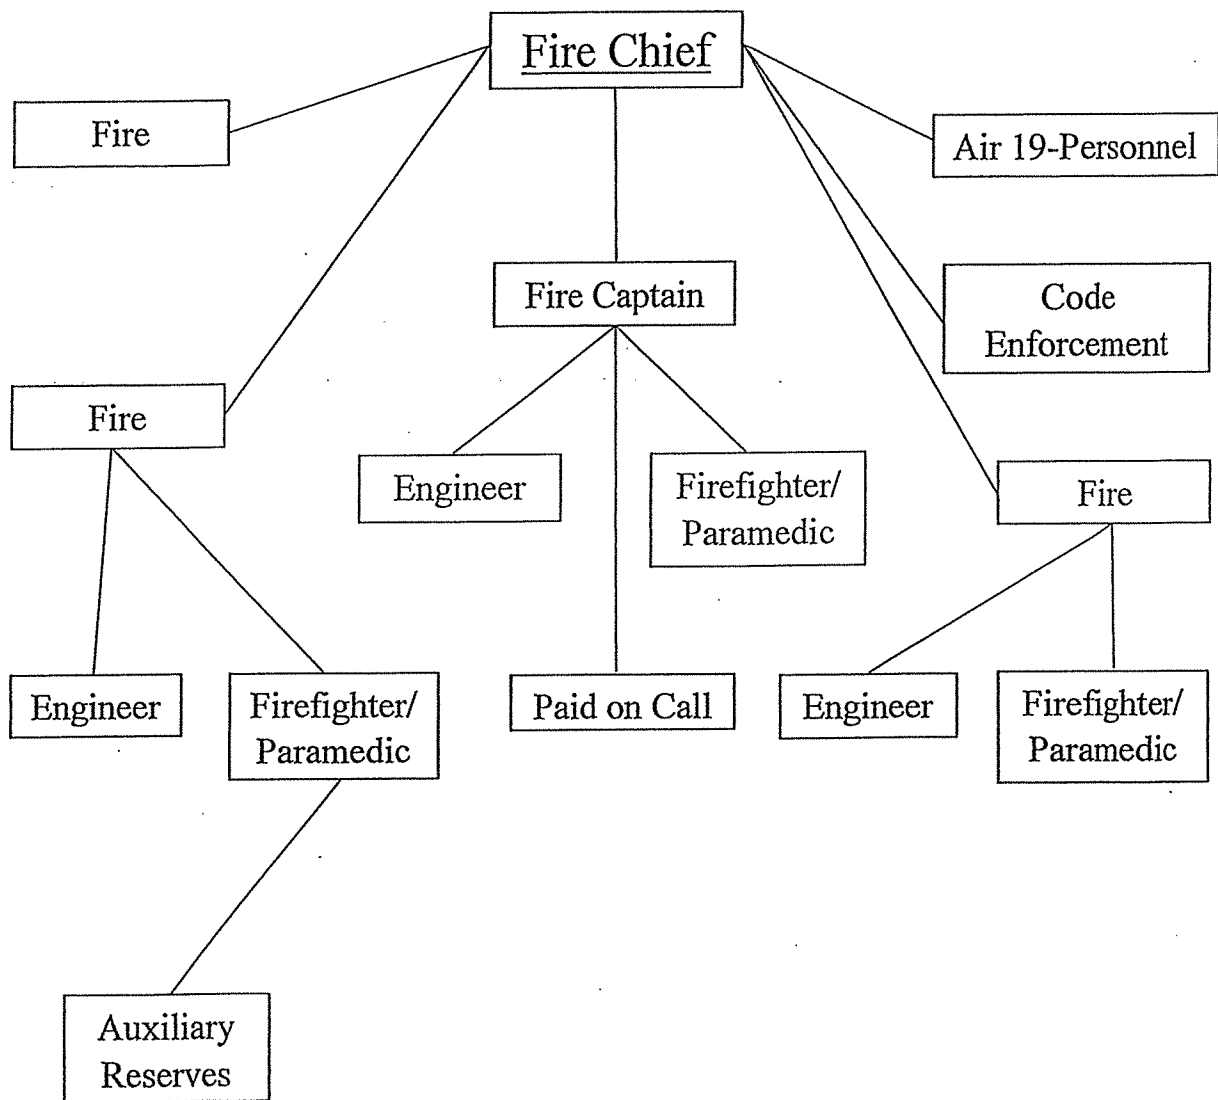 Fire Chief
Fire
Air 19-Personnel
Fire Captain
Code
Enforcement
Fire
Engineer
Firefighter/
Paramedic
Fire
Engineer
Firefighter/
Paramedic
Paid on Call
Engineer
Firefighter/
Paramedic
Auxiliary
Reserves